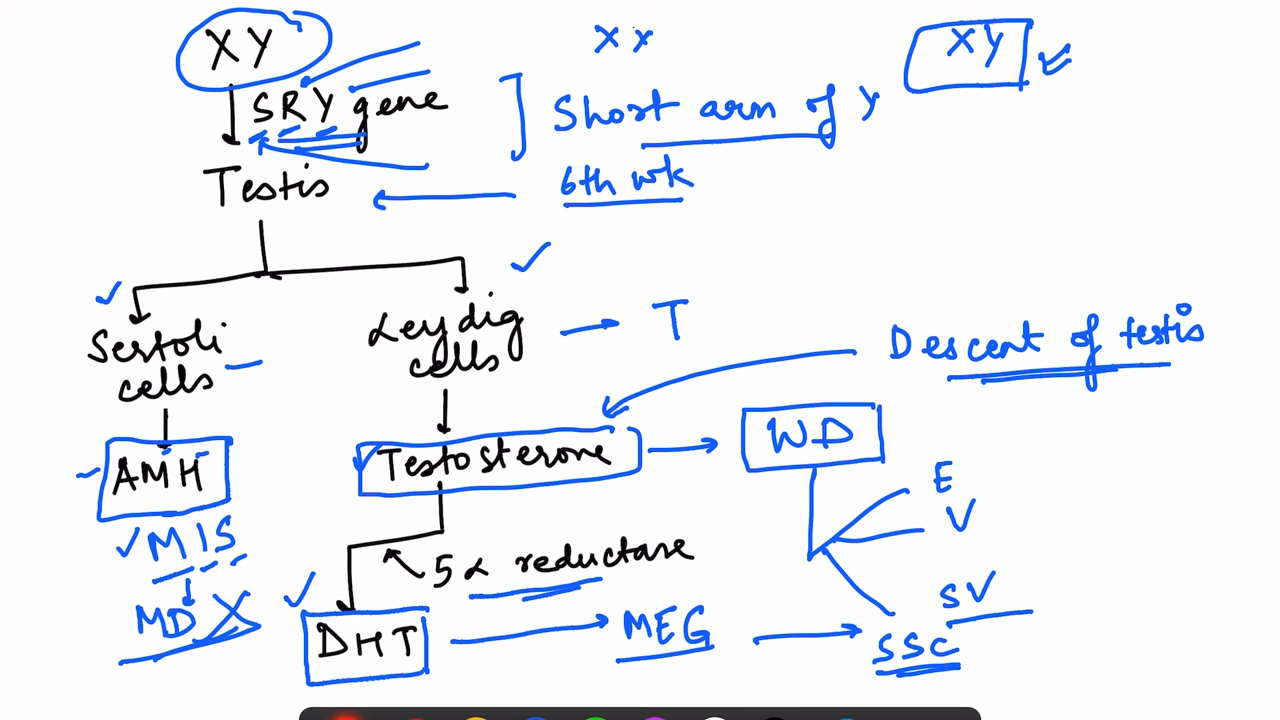 XY
XX
XY
SRY gene
Short arm of Y
Testis
6th wk
Sertoli
cells
Leydig
cells
T
Descent of testis
AMH
Testosterone
WD
E
V
SV
MIS
5α reductase
MD X
DHT
MEG
SSC